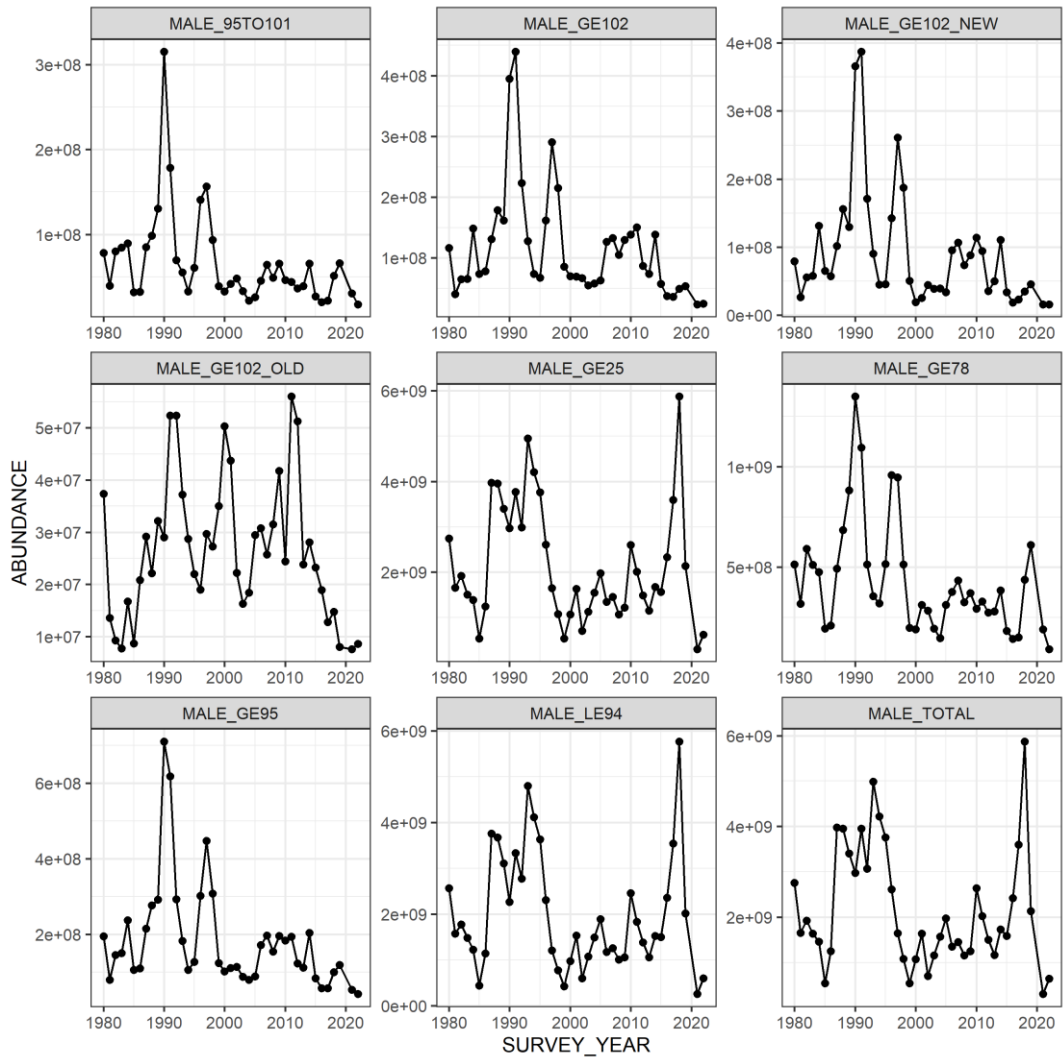 MALE_95TO101 MALE_GE102 MALE_GE102_NEW
3e+08 4e+08 4e+08
2e+08 3e+08 3e+08
1e+08 2e+08 2e+08
1e+08 1e+08
0e+00
1980 1990 2000 2010 2020 1980 1990 2000 2010 2020 1980 1990 2000 2010 2020
MALE_GE102_OLD MALE_GE25 MALE_GE78
5e+07 6e+09 1e+09
4e+07 4e+09 5e+08
3e+07 2e+09
2e+07
1e+07
1980 1990 2000 2010 2020 1980 1990 2000 2010 2020 1980 1990 2000 2010 2020
MALE_GE95 MALE_LE94 MALE_TOTAL
6e+08 6e+09 6e+09
4e+08 4e+09 4e+09
2e+08 2e+09 2e+09
0e+00
1980 1990 2000 2010 2020 1980 1990 2000 2010 2020 1980 1990 2000 2010 2020
ABUNDANCE
SURVEY_YEAR